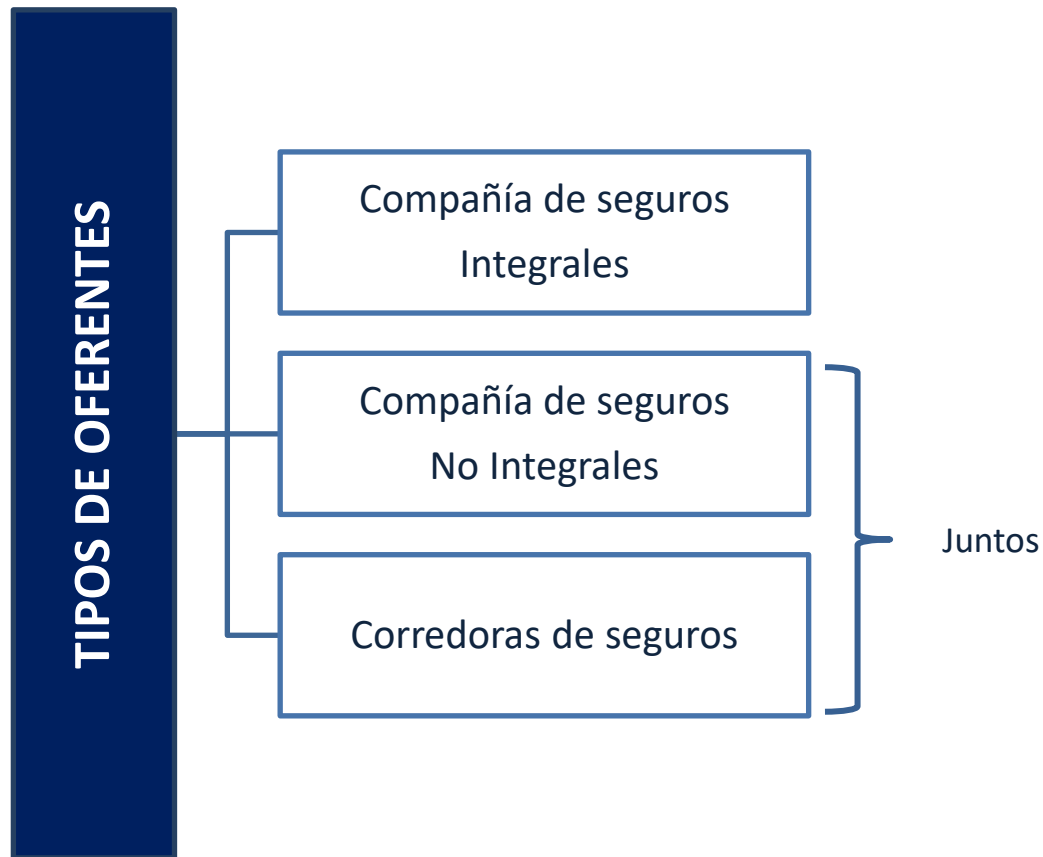 TIPOS DE OFERENTES
Compañía de seguros
Integrales
Compañía de seguros
No Integrales
Juntos
Corredoras de seguros